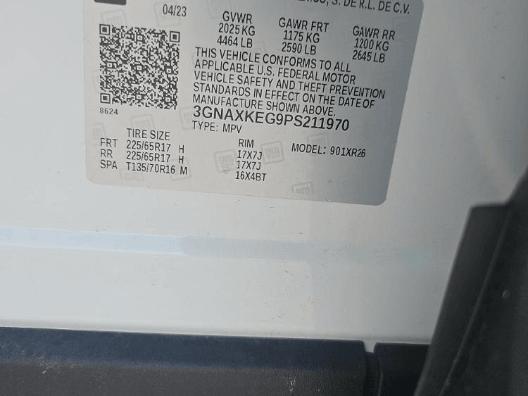 S. DE R.L. DE C.V.
04/23 GVWR GAWR FRT GAWR RR
2025 KG 1175 KG 1200 KG
4464 LB 2590 LB 2645 LB
THIS VEHICLE CONFORMS TO ALL
APPLICABLE U.S. FEDERAL MOTOR
VEHICLE SAFETY AND THEFT PREVENTION
STANDARDS IN EFFECT ON THE DATE OF
MANUFACTURE SHOWN ABOVE.
8624 3GNAXKEG9PS211970
TYPE: MPV
TIRE SIZE RIM MODEL: 901XR26
FRT 225/65R17 H 17X7J
RR 225/65R17 H 17X7J
SPA T135/70R16 M 16X4BT